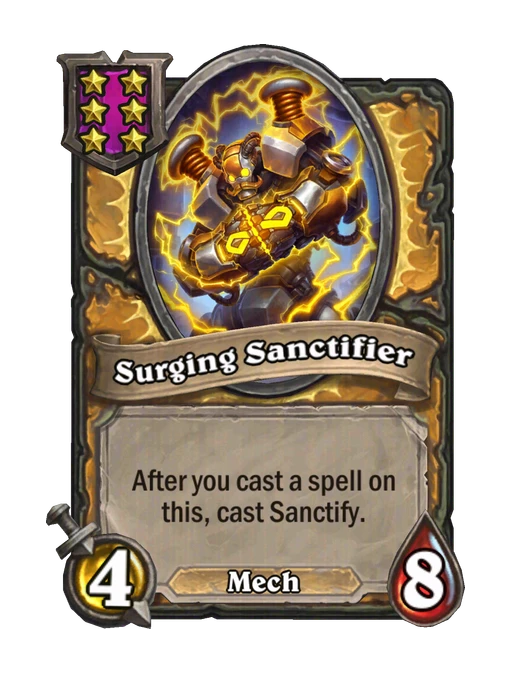 Surging Sanctifier
After you cast a spell on
this, cast Sanctify.
4
Mech
8